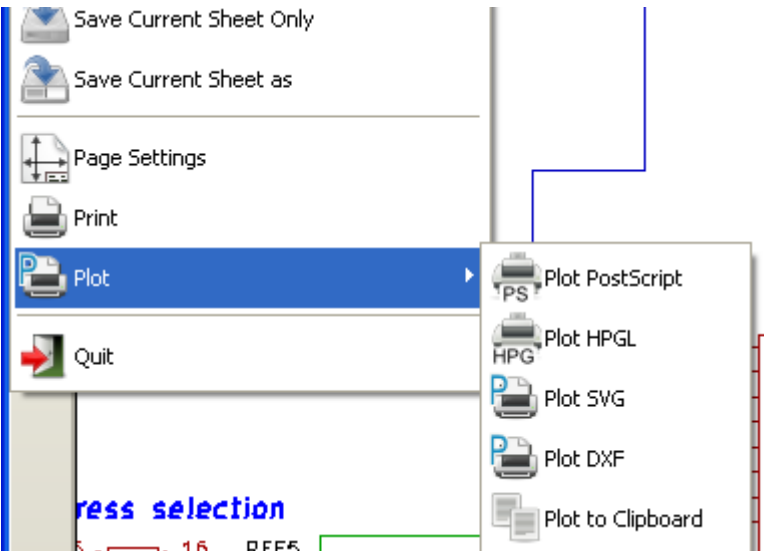 Save Current Sheet Only
Save Current Sheet as
Page Settings
Print
Plot
Plot PostScript
PS
Plot HPGL
HPG
Quit
Plot SVG
Plot DXF
Plot to Clipboard
ress selection
16